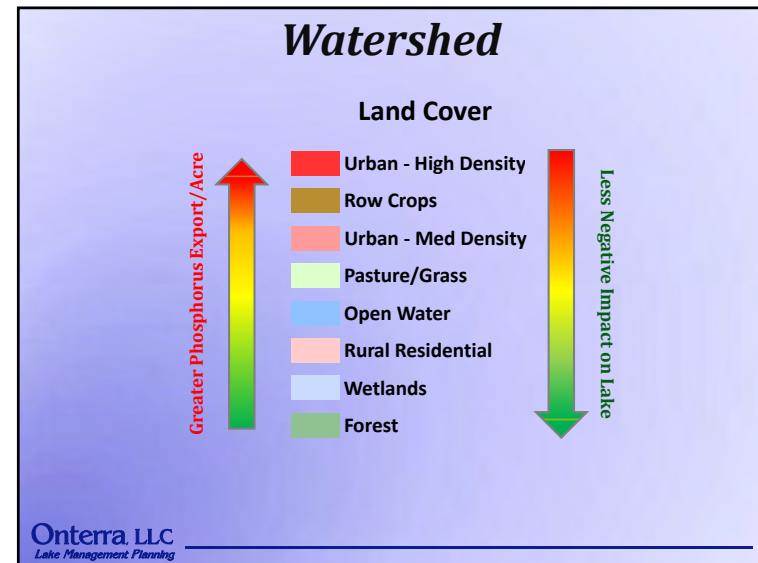 Watershed
Land Cover
Greater Phosphorus Export/Acre
Urban - High Density
Row Crops
Urban - Med Density
Pasture/Grass
Open Water
Rural Residential
Wetlands
Forest
Less Negative Impact on Lake
Onterra, LLC
Lake Management Planning